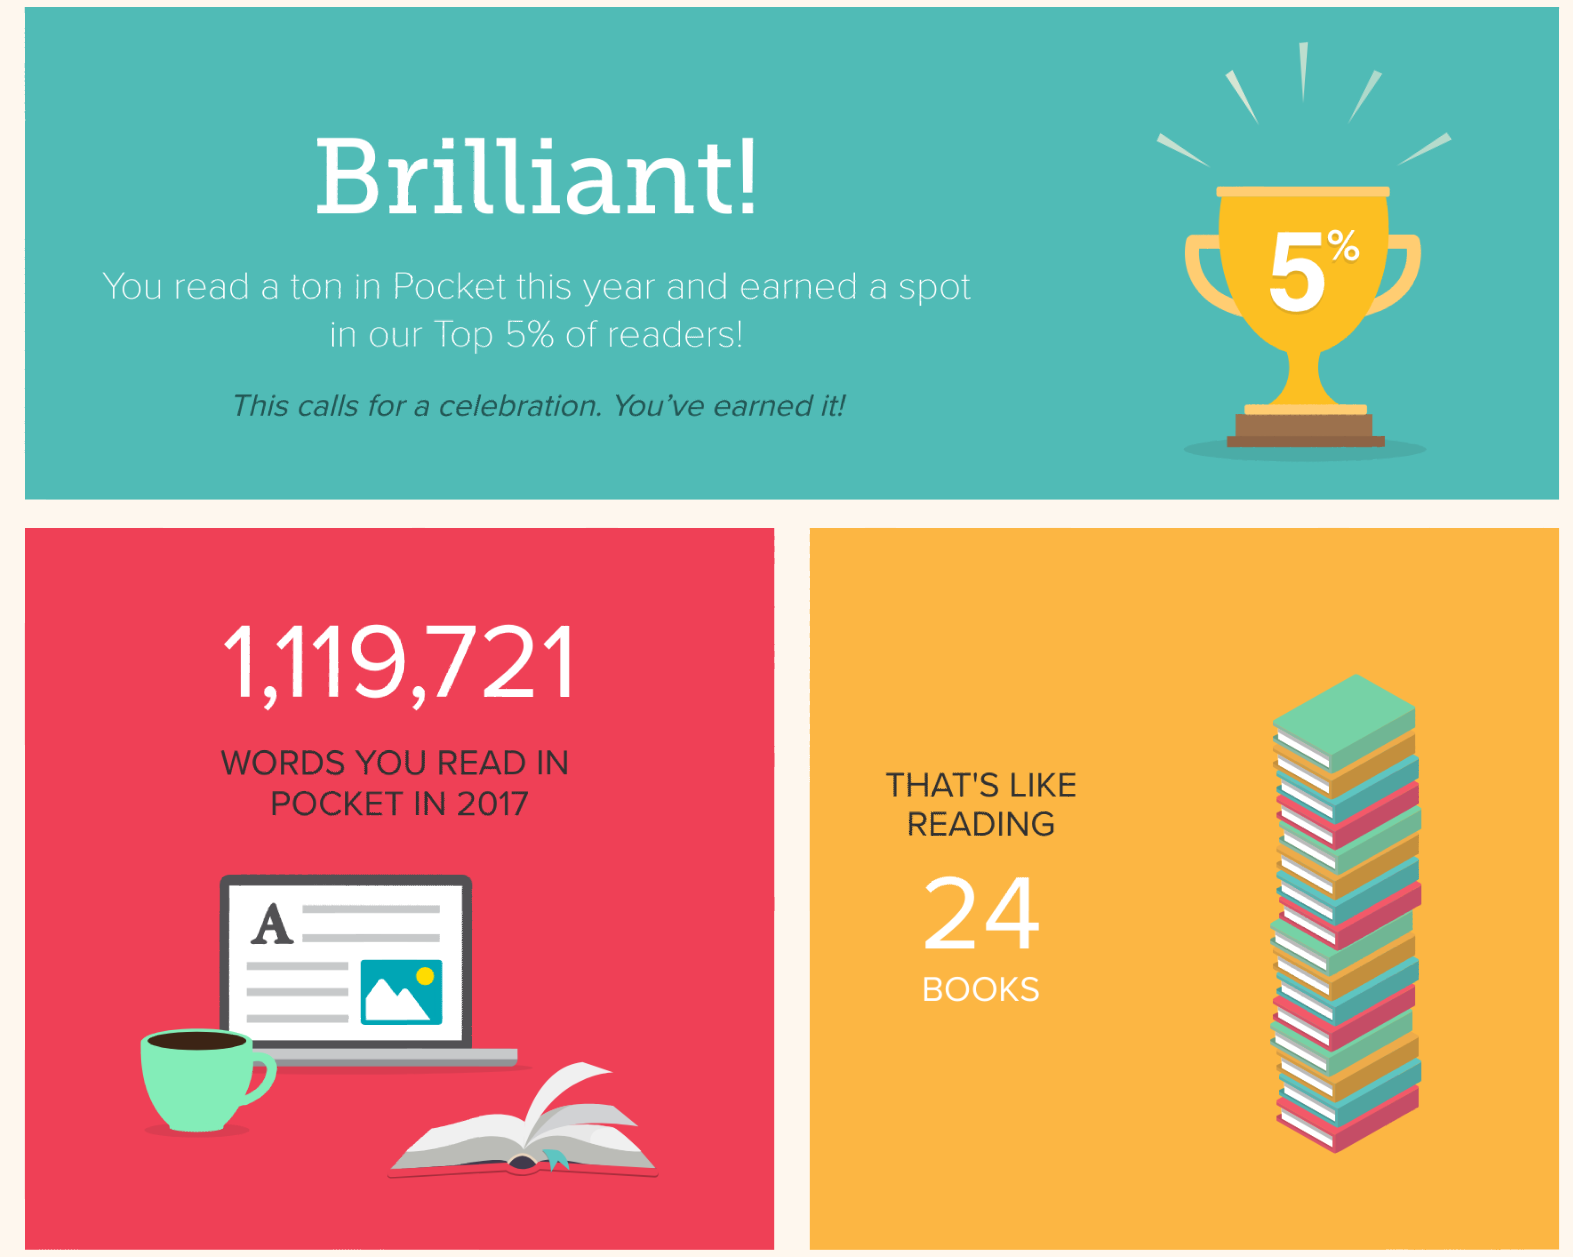 Brilliant!
You read a ton in Pocket this year and earned a spot
in our Top 5% of readers!
This calls for a celebration. You've earned it!
5%
1,119,721
WORDS YOU READ IN
POCKET IN 2017
A
THAT'S LIKE
READING
24
BOOKS